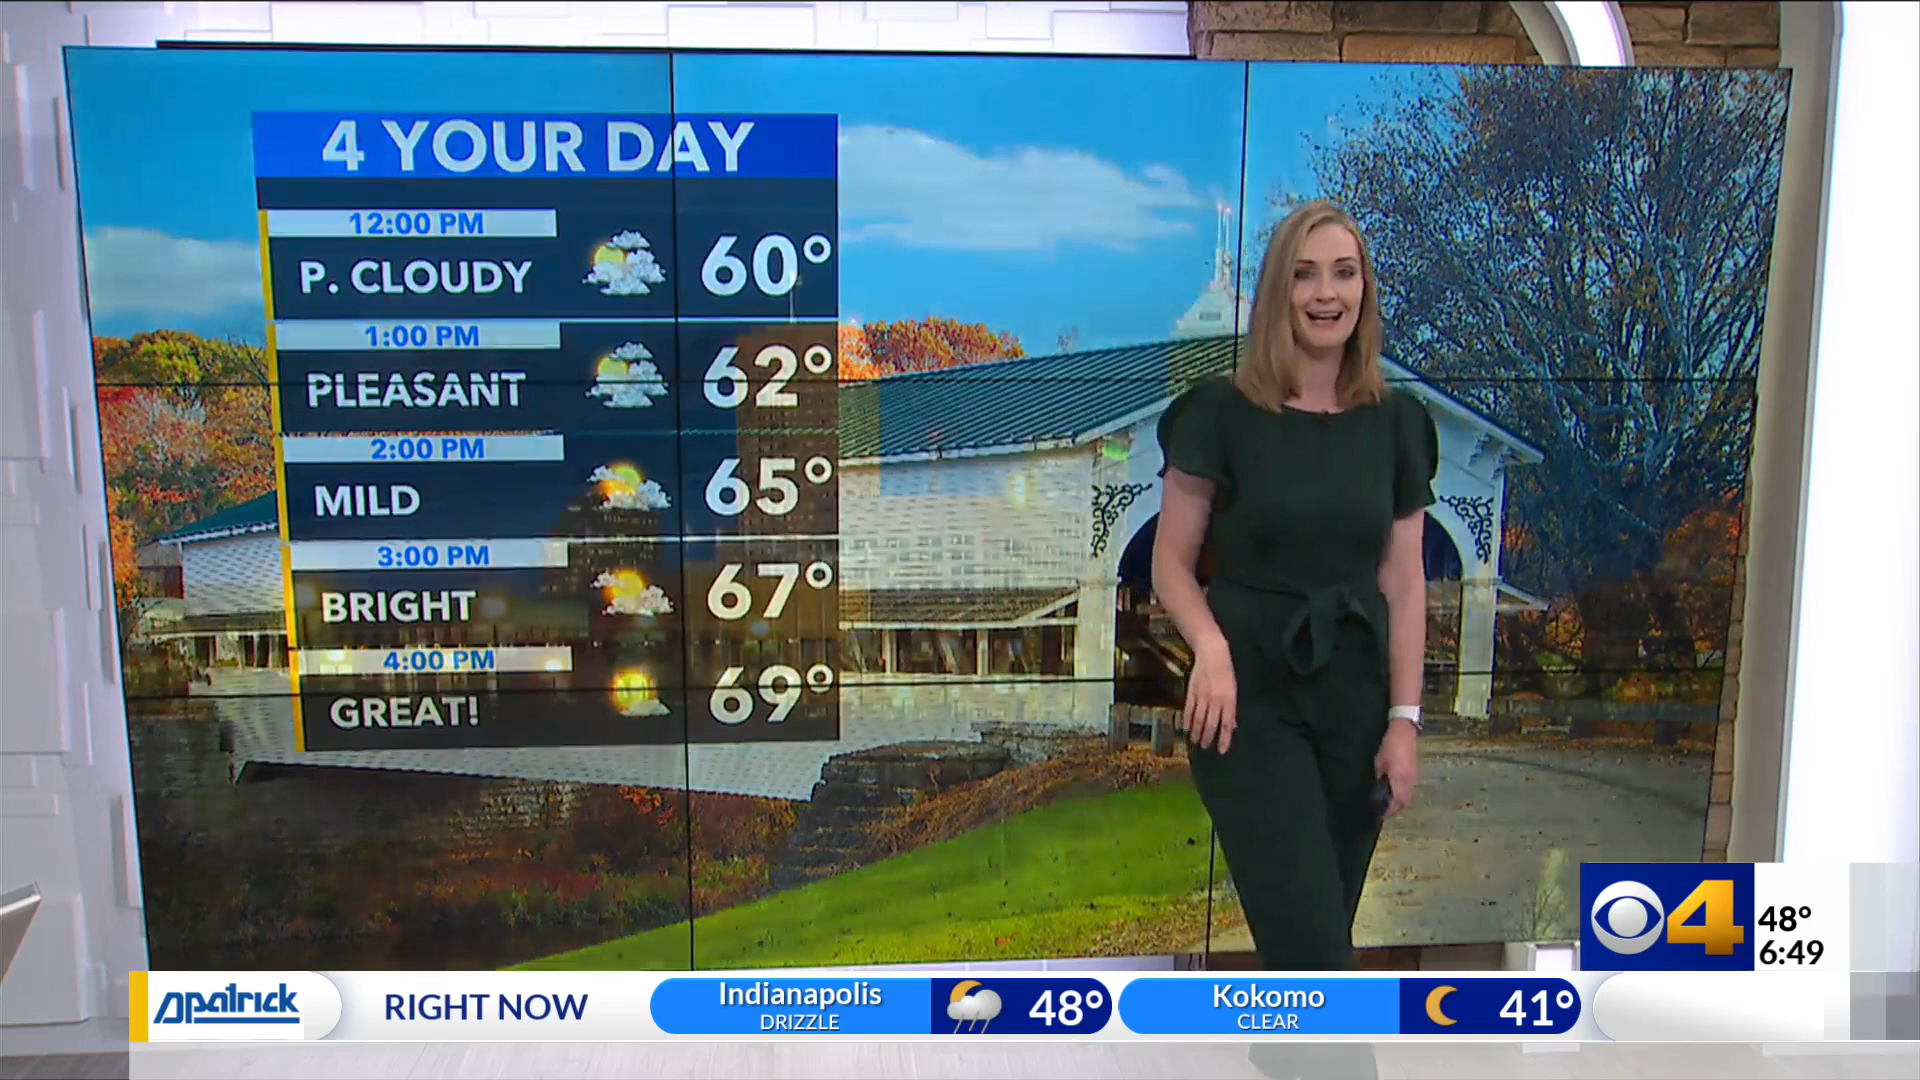 4 YOUR DAY
12:00 PM
P. CLOUDY
60°
1:00 PM
PLEASANT
62°
2:00 PM
MILD
65°
3:00 PM
BRIGHT
67°
4:00 PM
GREAT!
69°
4
48°
6:49
patrick
RIGHT NOW
Indianapolis
DRIZZLE
48°
Kokomo
CLEAR
41°